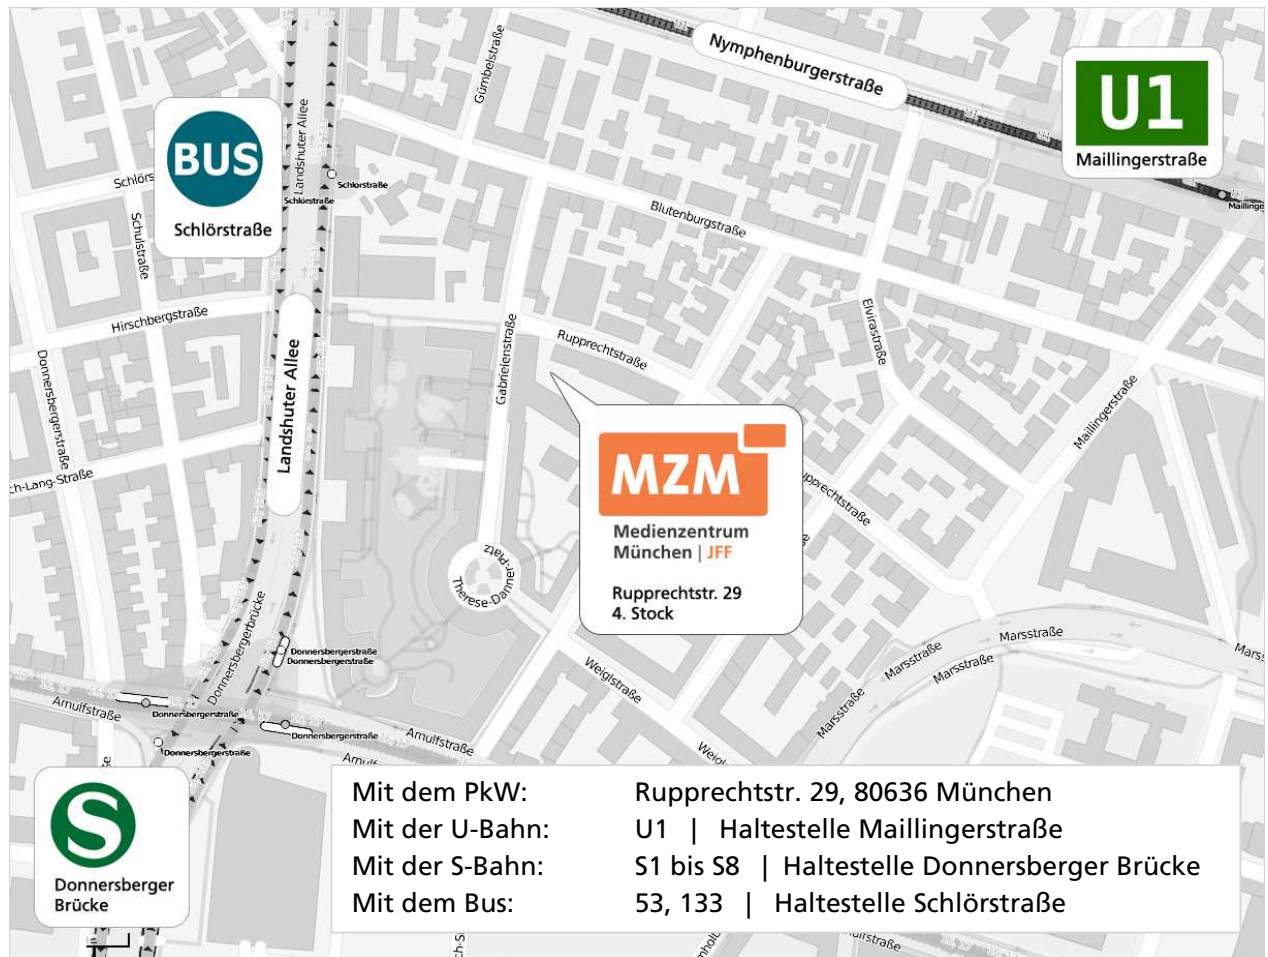 Nymphenburgerstraße
U1
Maillingerstraße
Gümbelstraße
BUS
Schlörstraße
Landshuter Allee
Schlörstraße
Schlörstraße
Schulstraße
Blutenburgstraße
Hirschbergstraße
Gabrielenstraße
Rupprechtstraße
Elvirastraße
Donnersbergerstraße
Landshuter Allee
Maillingerstraße
MZM
Medienzentrum
München | JFF
Rupprechtstr. 29
4. Stock
Therese-Danner-Platz
Donnersbergerbrücke
Donnersbergerstraße
Donnersbergerstraße
Marsstraße
Marsstraße
Marsstraße
Marsstraße
Weiglstraße
Arnulfstraße
Donnersbergerstraße
Donnersbergerstraße
Donnersbergerstraße
Arnulfstraße
S
Donnersberger
Brücke
Mit dem PkW: Rupprechtstr. 29, 80636 München
Mit der U-Bahn: U1 | Haltestelle Maillingerstraße
Mit der S-Bahn: S1 bis S8 | Haltestelle Donnersberger Brücke
Mit dem Bus: 53, 133 | Haltestelle Schlörstraße